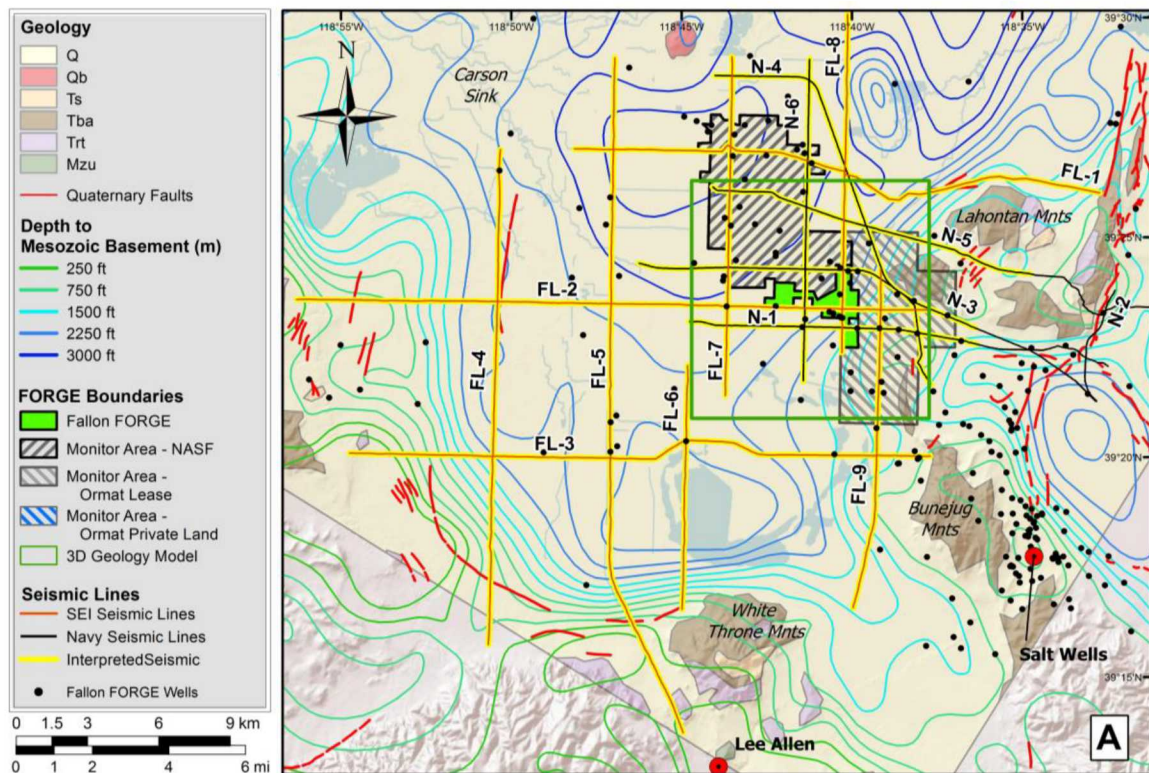 Geology
Q
Qb
Ts
Tba
Trt
Mzu
Quaternary Faults
Depth to
Mesozoic Basement (m)
250 ft
750 ft
1500 ft
2250 ft
3000 ft
FORGE Boundaries
Fallon FORGE
Monitor Area - NASF
Monitor Area -
Ormat Lease
Monitor Area -
Ormat Private Land
3D Geology Model
Seismic Lines
SEI Seismic Lines
Navy Seismic Lines
InterpretedSeismic
Fallon FORGE Wells
0 1.5 3 6 9 km
0 1 2 4 6 mi
118°55'W
118°50'W
118°45'W
118°40'W
118°35'W
39°30'N
N
Carson
Sink
N-4
FL-8
N-6
FL-1
Lahontan Mnts
39°25'N
N-5
FL-2
N-1
N-3
N-2
FL-4
FL-5
FL-7
FL-6
FL-3
FL-9
39°20'N
Bunejug
Mnts
White
Throne Mnts
Salt Wells
39°15'N
Lee Allen
A